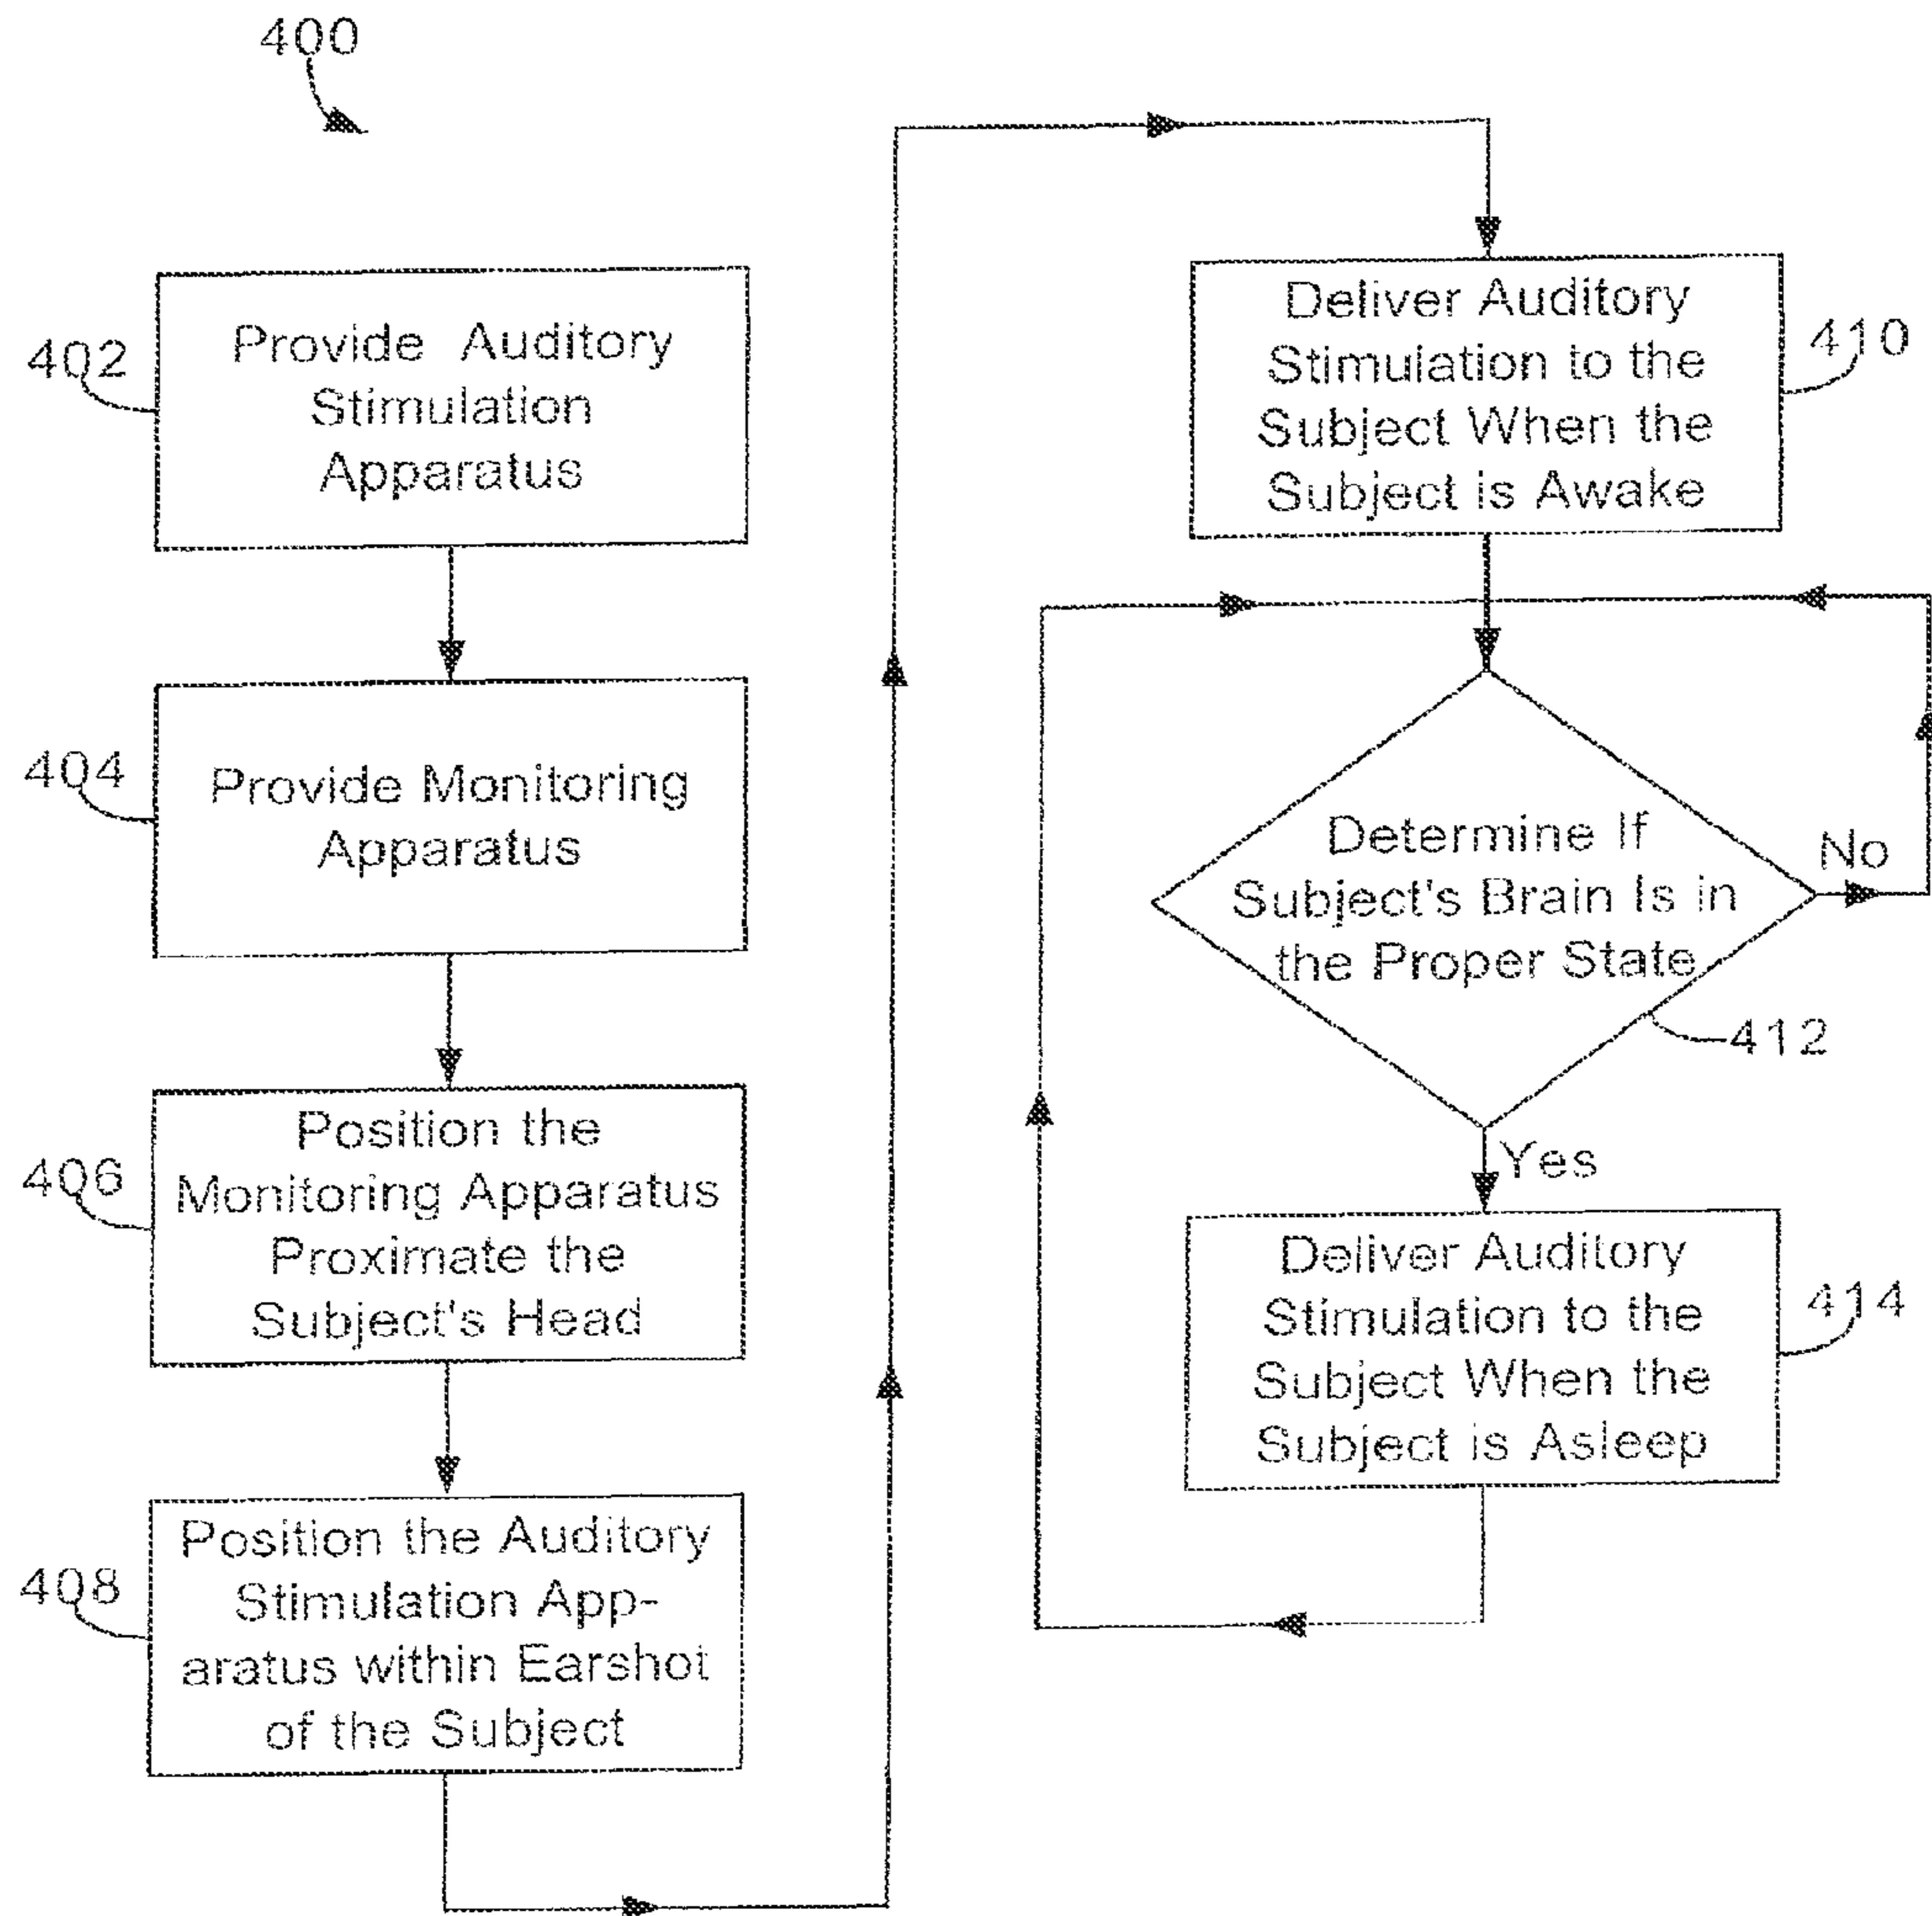 400
402
Provide Auditory
Stimulation
Apparatus
404
Provide Monitoring
Apparatus
406
Position the
Monitoring Apparatus
Proximate the
Subject's Head
408
Position the Auditory
Stimulation App-
aratus within Earshot
of the Subject
Deliver Auditory
Stimulation to the
Subject When the
Subject is Awake
410
Determine If
Subject's Brain Is in
the Proper State
No
412
Yes
Deliver Auditory
Stimulation to the
Subject When the
Subject is Asleep
414